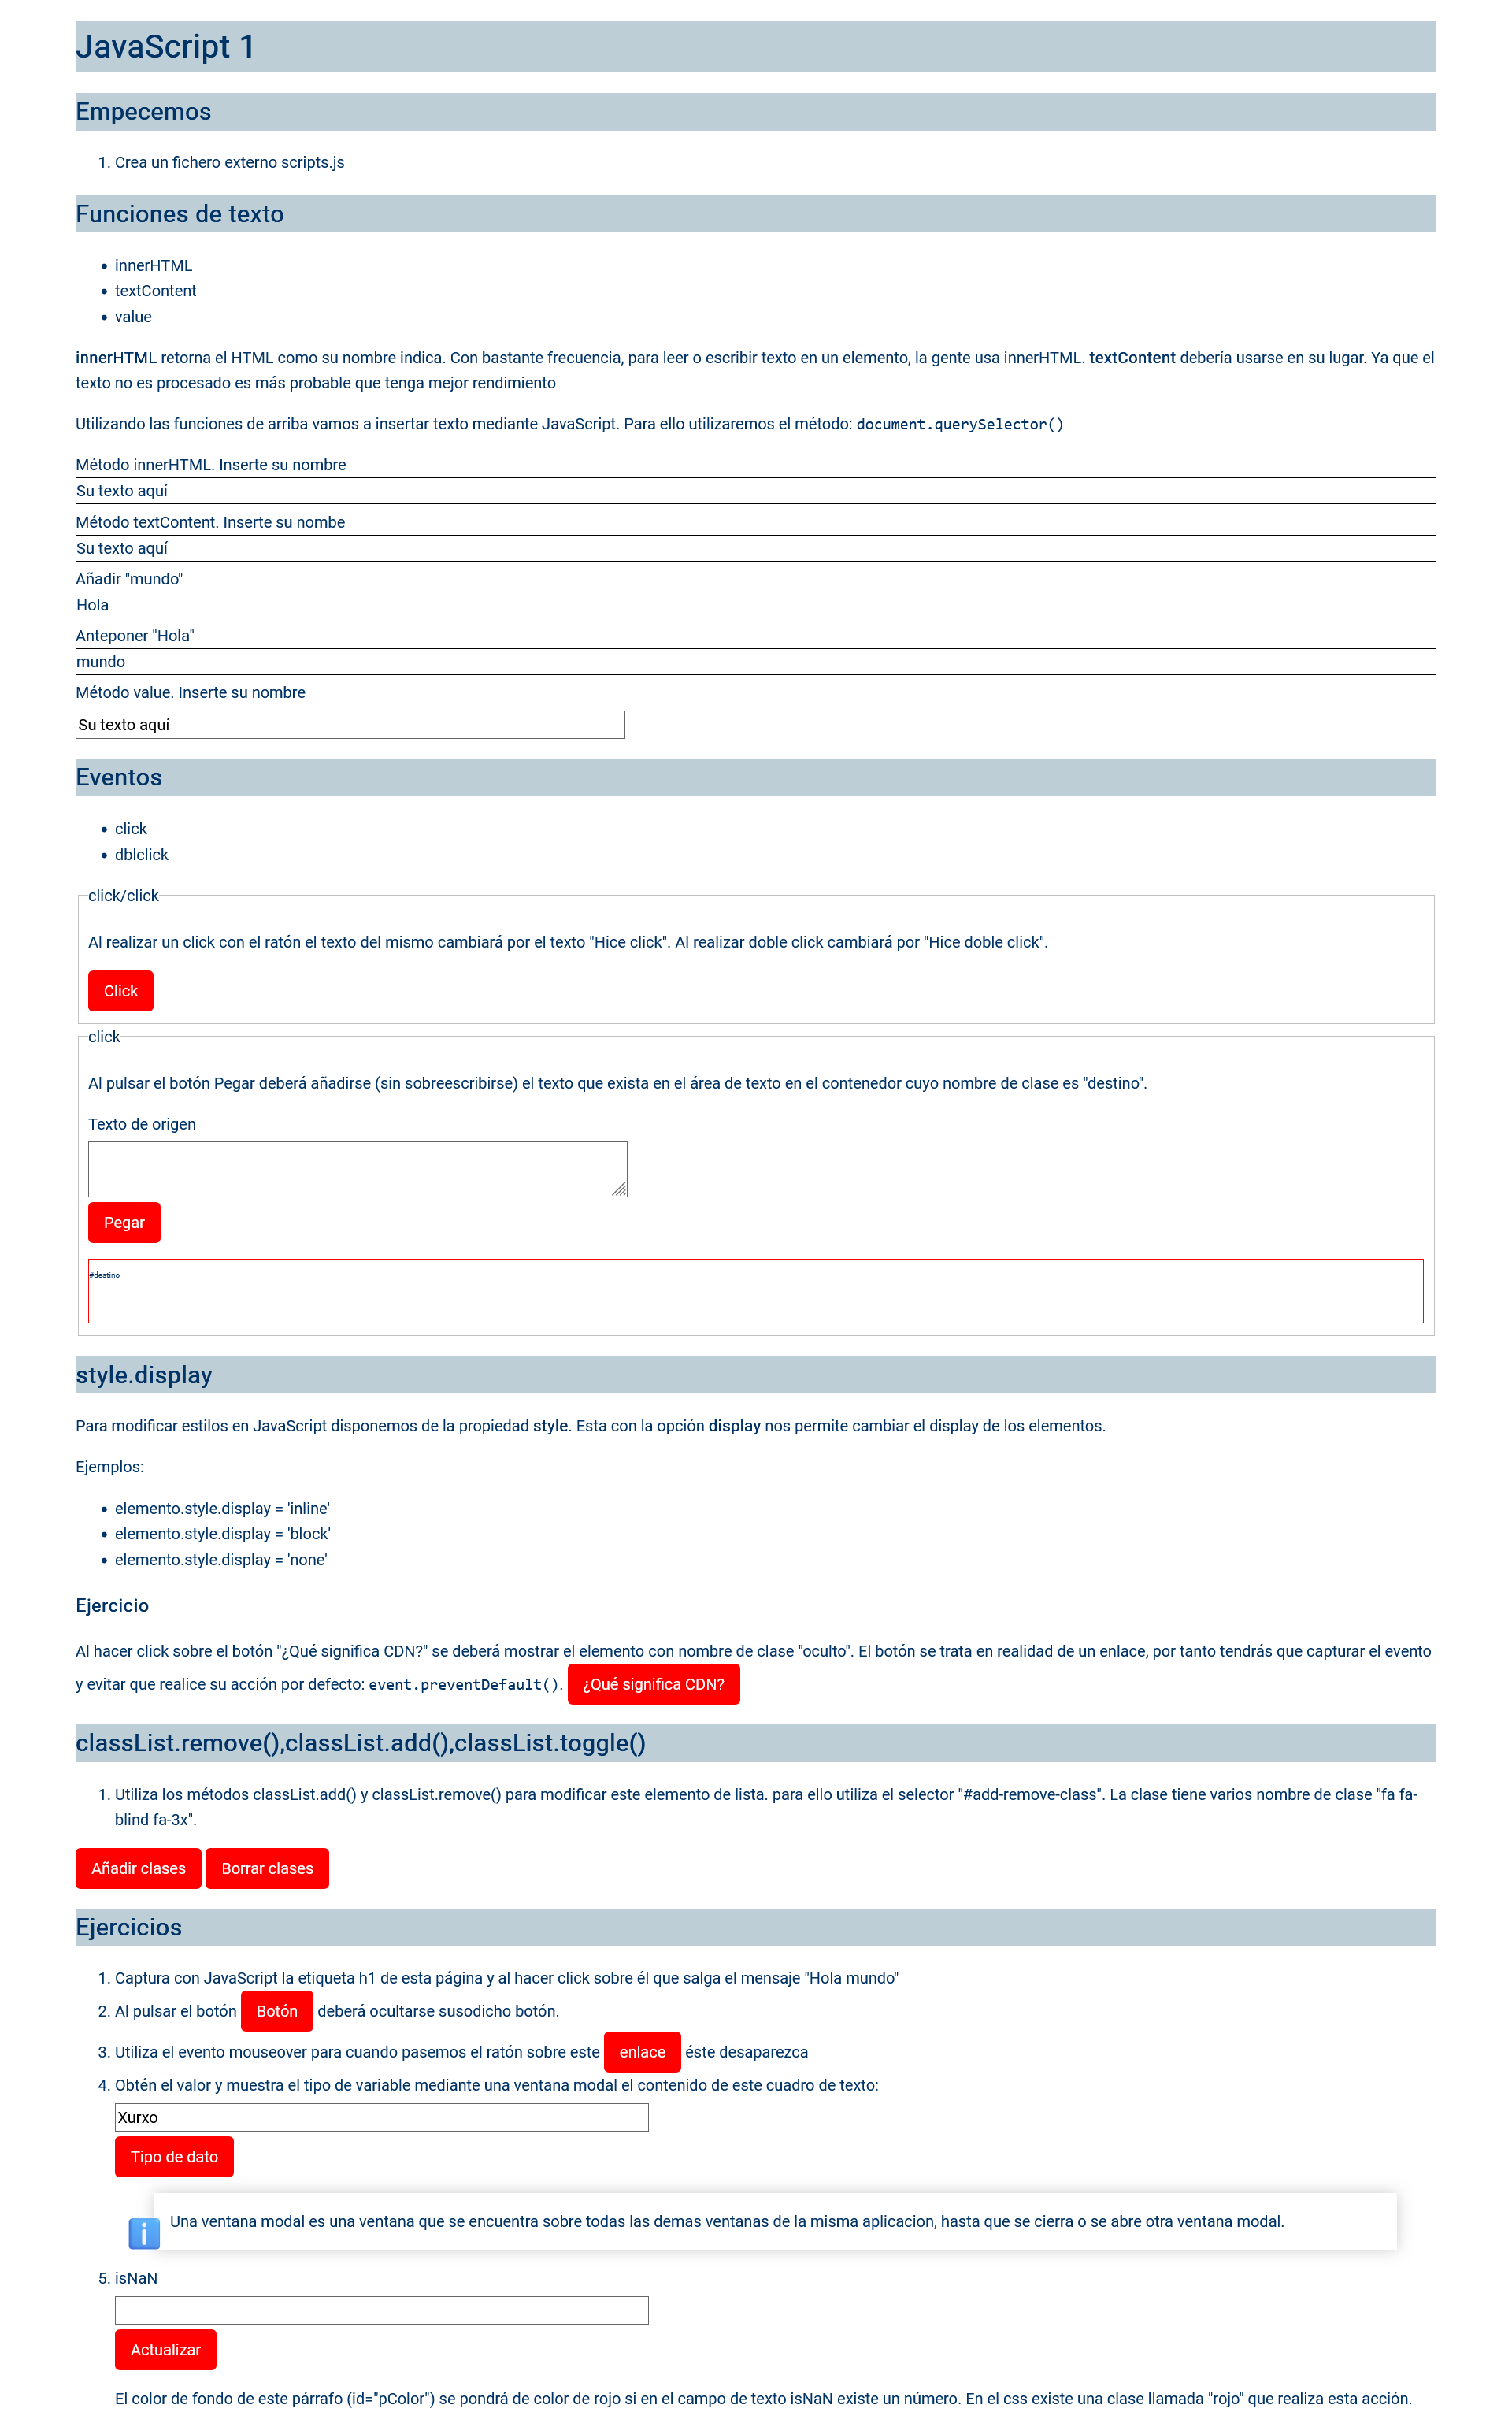 JavaScript 1
Empecemos
1. Crea un fichero externo scripts.js
Funciones de texto
• innerHTML
• textContent
• value
innerHTML retorna el HTML como su nombre indica. Con bastante frecuencia, para leer o escribir texto en un elemento, la gente usa innerHTML. textContent debería usarse en su lugar. Ya que el
texto no es procesado es más probable que tenga mejor rendimiento
Utilizando las funciones de arriba vamos a insertar texto mediante JavaScript. Para ello utilizaremos el método: document.querySelector()
Método innerHTML. Inserte su nombre
Su texto aquí
Método textContent. Inserte su nombe
Su texto aquí
Añadir "mundo"
Hola
Anteponer "Hola"
mundo
Método value. Inserte su nombre
Su texto aquí
Eventos
• click
• dblclick
click/click
Al realizar un click con el ratón el texto del mismo cambiará por el texto "Hice click". Al realizar doble click cambiará por "Hice doble click".
Click
click
Al pulsar el botón Pegar deberá añadirse (sin sobreescribirse) el texto que exista en el área de texto en el contenedor cuyo nombre de clase es "destino".
Texto de origen
Pegar
#destino
style.display
Para modificar estilos en JavaScript disponemos de la propiedad style. Esta con la opción display nos permite cambiar el display de los elementos.
Ejemplos:
• elemento.style.display = 'inline'
• elemento.style.display = 'block'
• elemento.style.display = 'none'
Ejercicio
Al hacer click sobre el botón "¿Qué significa CDN?" se deberá mostrar el elemento con nombre de clase "oculto". El botón se trata en realidad de un enlace, por tanto tendrás que capturar el evento
y evitar que realice su acción por defecto: event.preventDefault(). ¿Qué significa CDN?
classList.remove(),classList.add(),classList.toggle()
1. Utiliza los métodos classList.add() y classList.remove() para modificar este elemento de lista. para ello utiliza el selector "#add-remove-class". La clase tiene varios nombre de clase "fa fa-
blind fa-3x".
Añadir clases Borrar clases
Ejercicios
1. Captura con JavaScript la etiqueta h1 de esta página y al hacer click sobre él que salga el mensaje "Hola mundo"
2. Al pulsar el botón Botón deberá ocultarse susodicho botón.
3. Utiliza el evento mouseover para cuando pasemos el ratón sobre este enlace éste desaparezca
4. Obtén el valor y muestra el tipo de variable mediante una ventana modal el contenido de este cuadro de texto:
Xurxo
Tipo de dato
Una ventana modal es una ventana que se encuentra sobre todas las demas ventanas de la misma aplicacion, hasta que se cierra o se abre otra ventana modal.
5. isNaN
Actualizar
El color de fondo de este párrafo (id="pColor") se pondrá de color de rojo si en el campo de texto isNaN existe un número. En el css existe una clase llamada "rojo" que realiza esta acción.